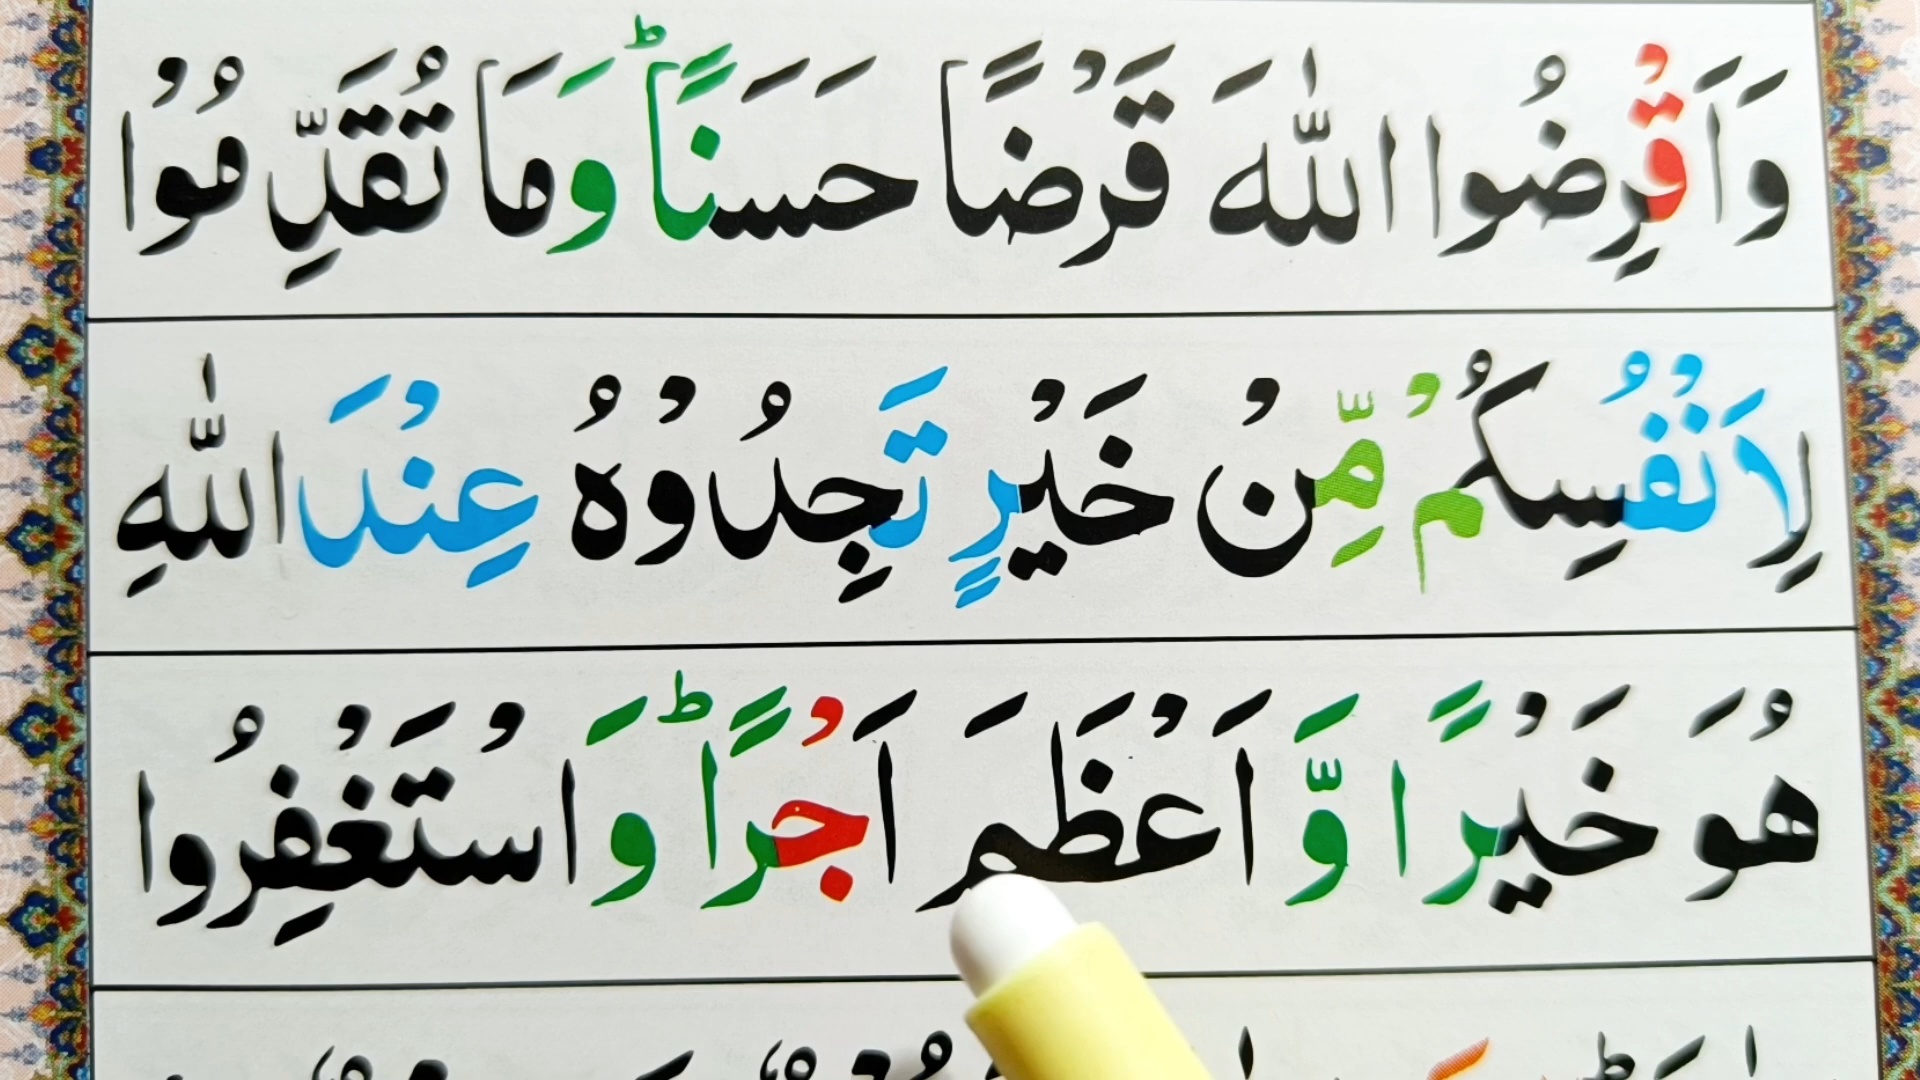 وَاَقْرِضُوا اللّٰهَ قَرْضًا حَسَنًاؕ وَمَا تُقَدِّمُوْا
لِاَنْفُسِكُمْ مِّنْ خَيْرٍ تَجِدُوْهُ عِنْدَ اللّٰهِ
هُوَ خَيْرًا وَّ اَعْظَمَ اَجْرًاؕ وَ اسْتَغْفِرُوا